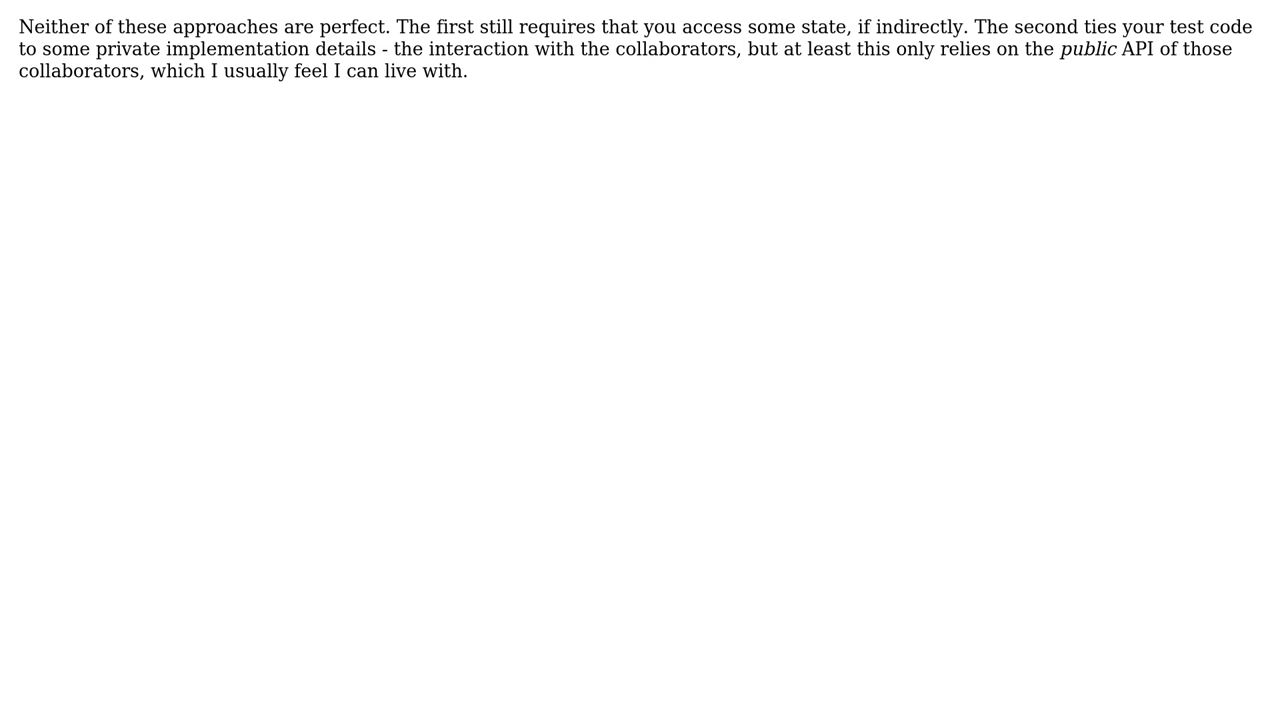 Neither of these approaches are perfect. The first still requires that you access some state, if indirectly. The second ties your test code
to some private implementation details - the interaction with the collaborators, but at least this only relies on the public API of those
collaborators, which I usually feel I can live with.